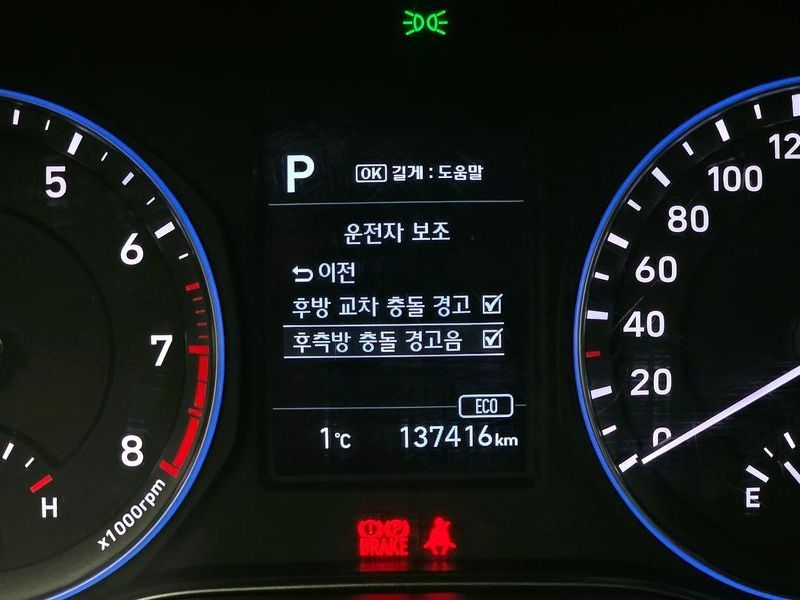 P OK 길게 : 도움말
운전자 보조
이전
후방 교차 충돌 경고
후측방 충돌 경고음
ECO
1℃ 137416km
5
6
7
8
H
x1000rpm
0
20
40
60
80
100
12
E
BRAKE